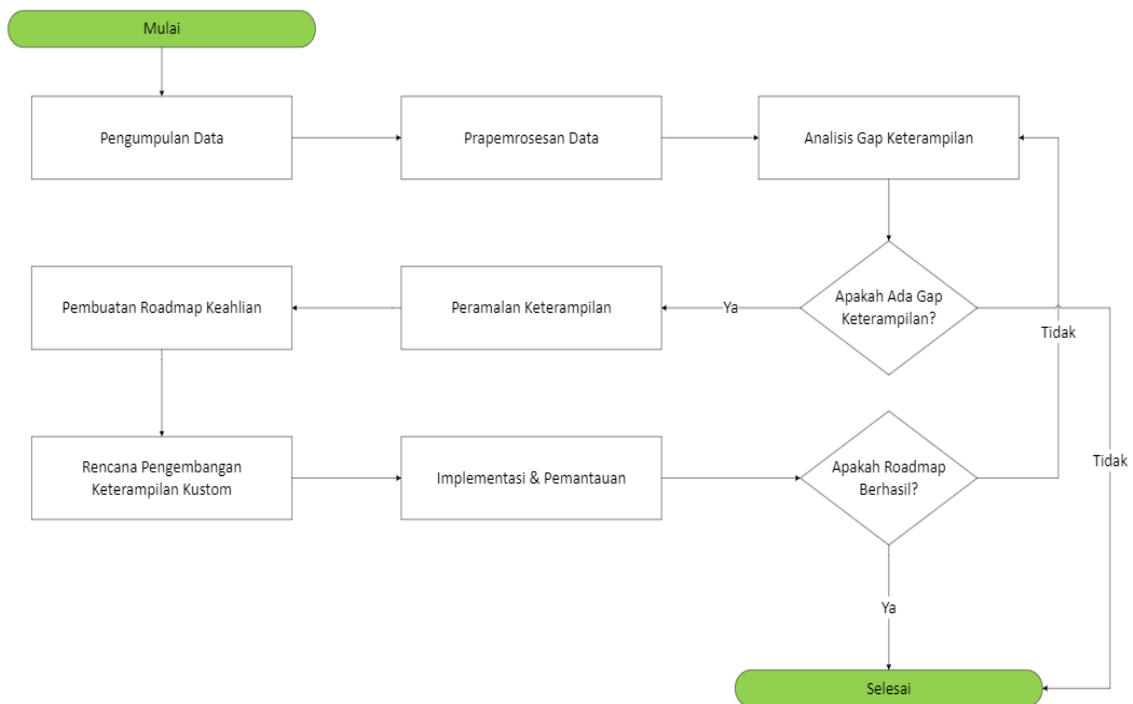 Mulai
Pengumpulan Data
Prapemrosesan Data
Analisis Gap Keterampilan
Pembuatan Roadmap Keahlian
Peramalan Keterampilan
Ya
Apakah Ada Gap
Keterampilan?
Tidak
Rencana Pengembangan
Keterampilan Kustom
Implementasi & Pemantauan
Apakah Roadmap
Berhasil?
Tidak
Ya
Selesai